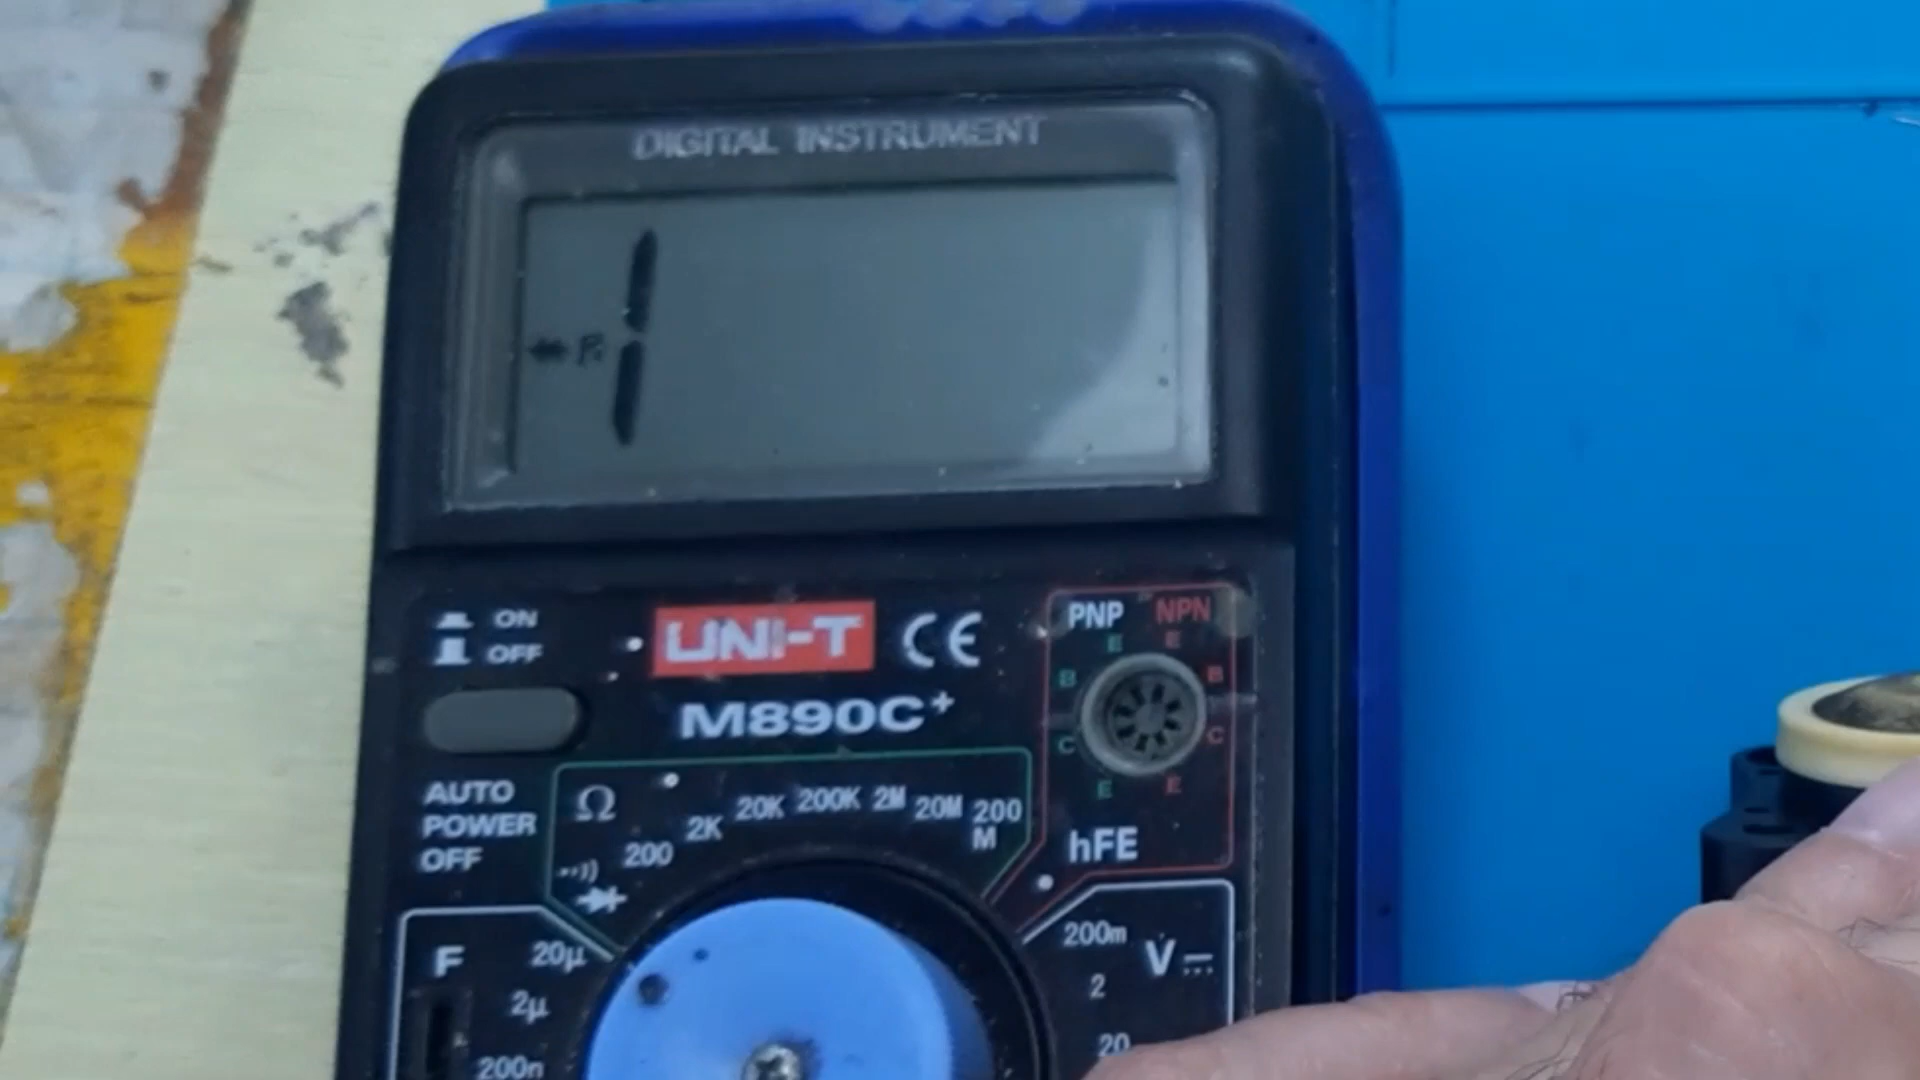 DIGITAL INSTRUMENT
1
ON
OFF
UNI-T CE
M890C+
AUTO
POWER
OFF
Ω
200
2K
20K
200K
2M
20M
200
M
PNP NPN
E E
B B
C C
E E
hFE
F
20μ
2μ
200n
200m
2
20
V